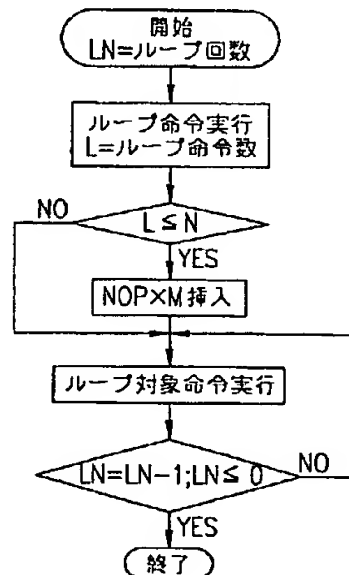 開始
LN=ループ回数
ループ命令実行
L=ループ命令数
NO
L≦N
YES
NOP×M挿入
ループ対象命令実行
LN=LN-1;LN≦0
NO
YES
終了